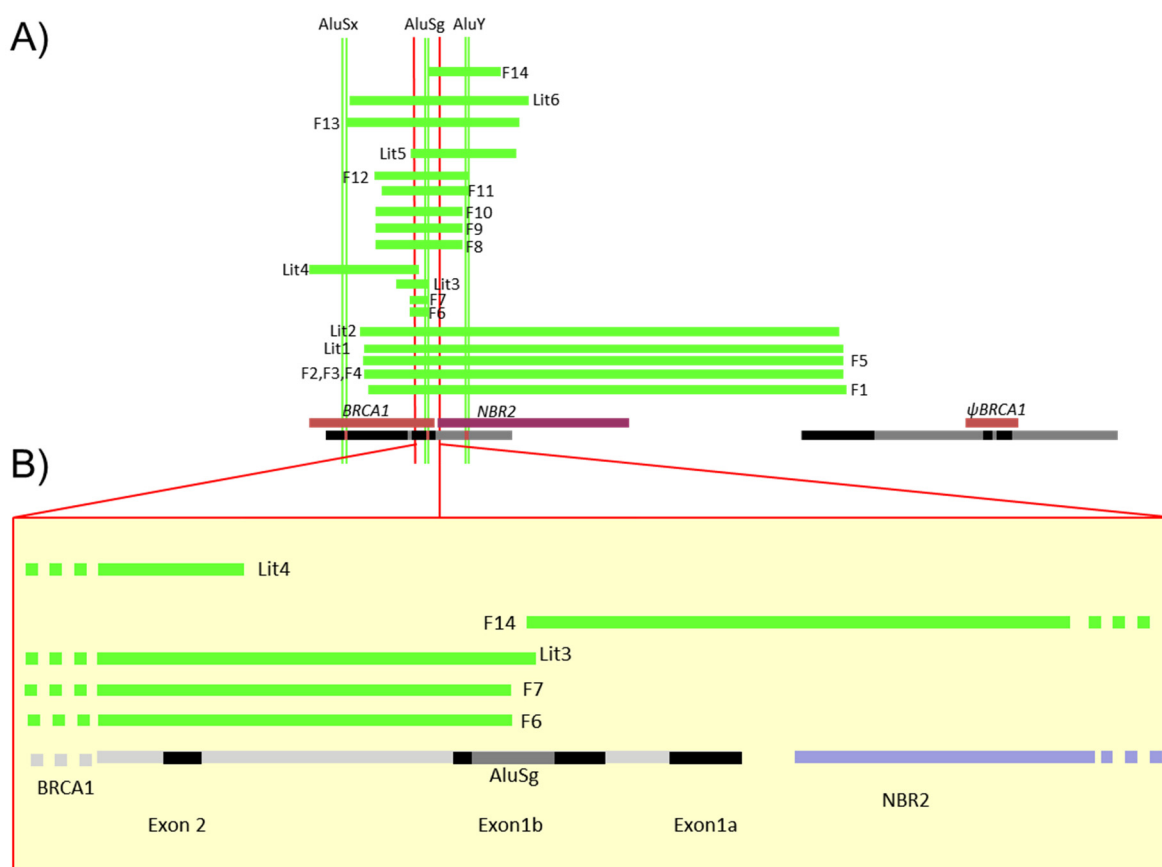 A)
AluSx AluSg AluY
F14
Lit6
F13
Lit5
F12
F11
F10
F9
F8
Lit4
Lit3
F7
F6
Lit2
Lit1
F5
F2,F3,F4
F1
BRCA1 NBR2 ψBRCA1
B)
Lit4
F14
Lit3
F7
F6
AluSg
BRCA1
NBR2
Exon 2 Exon1b Exon1a